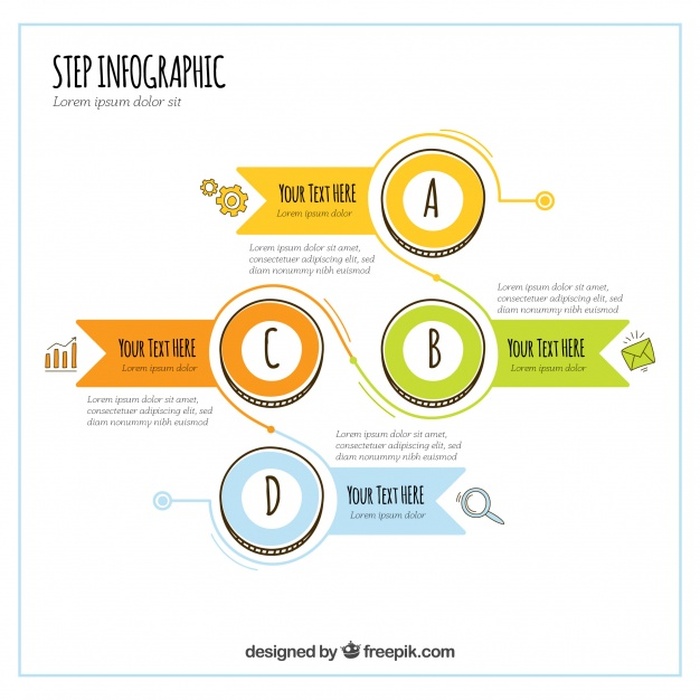 STEP INFOGRAPHIC
Lorem ipsum dolor sit
YOUR TEXT HERE
Lorem ipsum dolor
A
Lorem ipsum dolor sit amet,
consectetuer adipiscing elit, sed
diam nonummy nibh euismod
Lorem ipsum dolor sit amet,
consectetuer adipiscing elit, sed
diam nonummy nibh euismod
B
YOUR TEXT HERE
Lorem ipsum dolor
YOUR TEXT HERE
Lorem ipsum dolor
C
Lorem ipsum dolor sit amet,
consectetuer adipiscing elit, sed
diam nonummy nibh euismod
Lorem ipsum dolor sit amet,
consectetuer adipiscing elit, sed
diam nonummy nibh euismod
D
YOUR TEXT HERE
Lorem ipsum dolor
designed by freepik.com